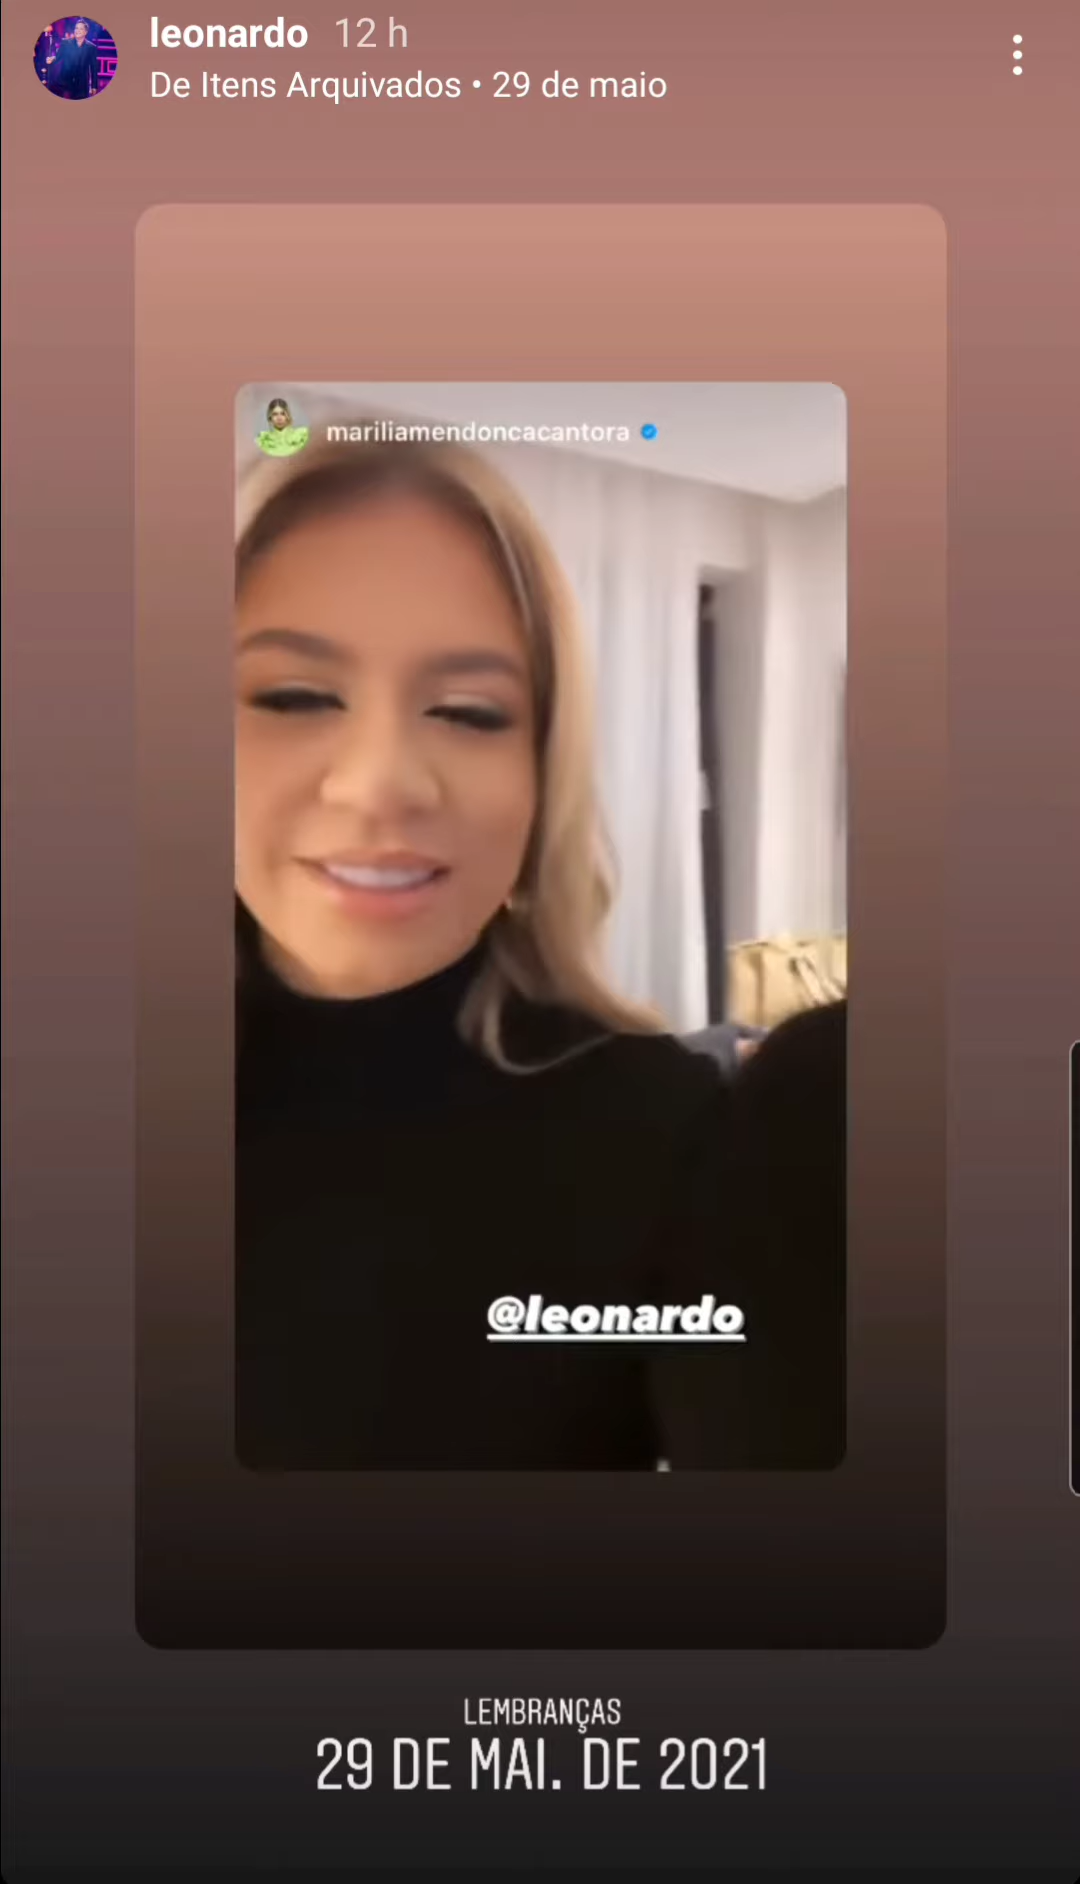 leonardo 12 h
De Itens Arquivados • 29 de maio
mariliamendoncacantora
@leonardo
LEMBRANÇAS
29 DE MAI. DE 2021